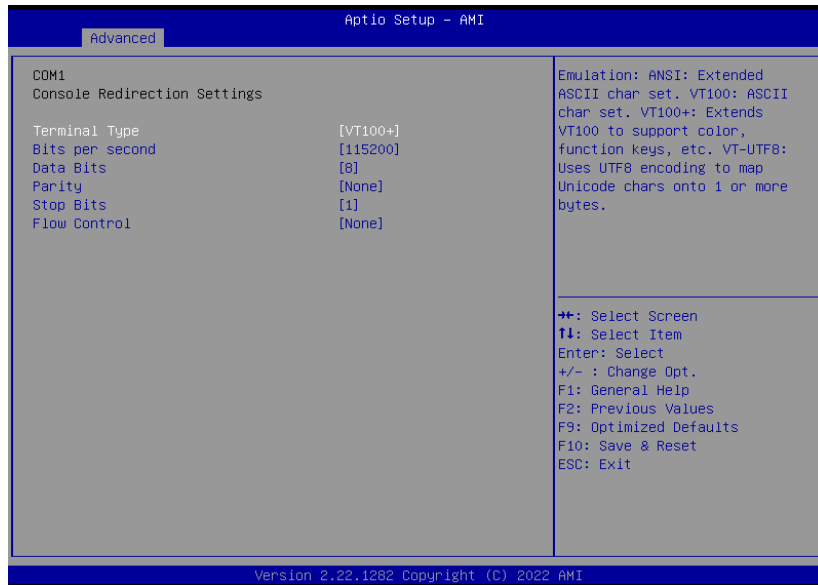 Aptio Setup - AMI
Advanced
COM1
Console Redirection Settings
Terminal Type [VT100+]
Bits per second [115200]
Data Bits [8]
Parity [None]
Stop Bits [1]
Flow Control [None]
Emulation: ANSI: Extended
ASCII char set. VT100: ASCII
char set. VT100+: Extends
VT100 to support color,
function keys, etc. VT-UTF8:
Uses UTF8 encoding to map
Unicode chars onto 1 or more
bytes.
→←: Select Screen
↑↓: Select Item
Enter: Select
+/- : Change Opt.
F1: General Help
F2: Previous Values
F9: Optimized Defaults
F10: Save & Reset
ESC: Exit
Version 2.22.1282 Copyright (C) 2022 AMI